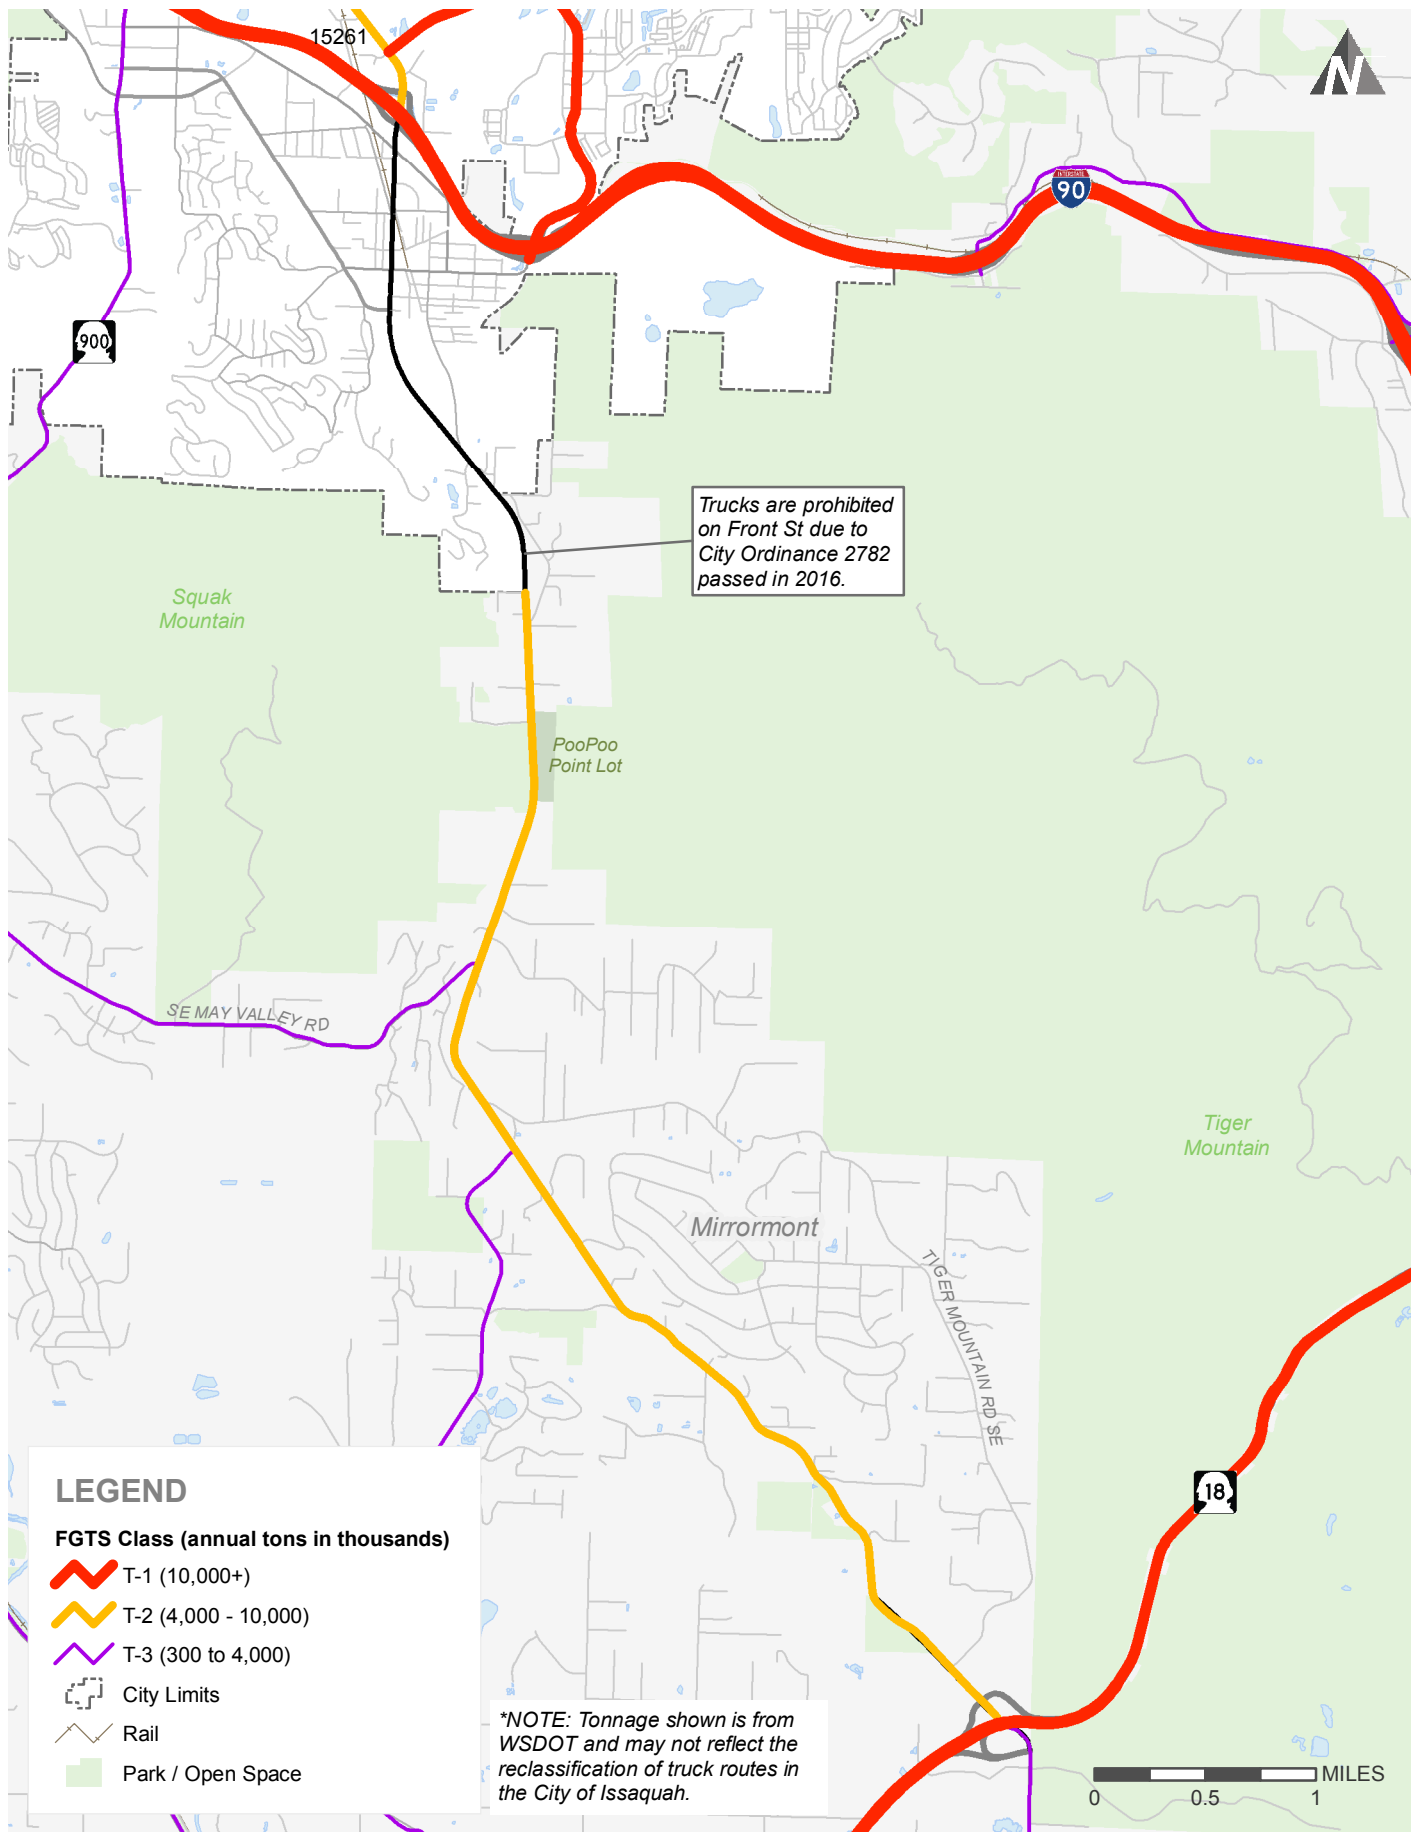 15261
N
INTERSTATE
90
900
Trucks are prohibited
on Front St due to
City Ordinance 2782
passed in 2016.
Squak
Mountain
PooPoo
Point Lot
SE MAY VALLEY RD
Tiger
Mountain
Mirrormont
TIGER MOUNTAIN RD SE
18
LEGEND
FGTS Class (annual tons in thousands)
T-1 (10,000+)
T-2 (4,000 - 10,000)
T-3 (300 to 4,000)
City Limits
Rail
Park / Open Space
*NOTE: Tonnage shown is from
WSDOT and may not reflect the
reclassification of truck routes in
the City of Issaquah.
MILES
0 0.5 1